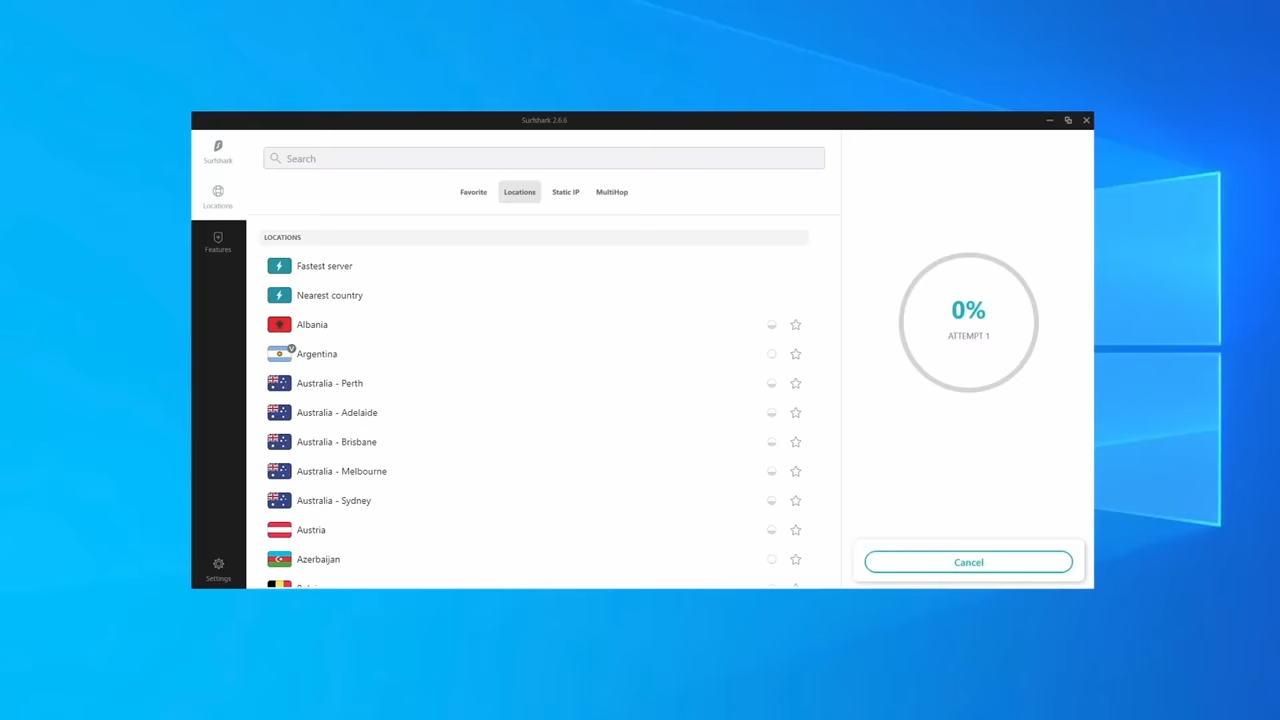 Surfshark 2.6.6
Surfshark
Locations
Features
Settings
Search
Favorite
Locations
Static IP
MultiHop
LOCATIONS
Fastest server
Nearest country
Albania
V
Argentina
Australia - Perth
Australia - Adelaide
Australia - Brisbane
Australia - Melbourne
Australia - Sydney
Austria
Azerbaijan
0%
ATTEMPT 1
Cancel